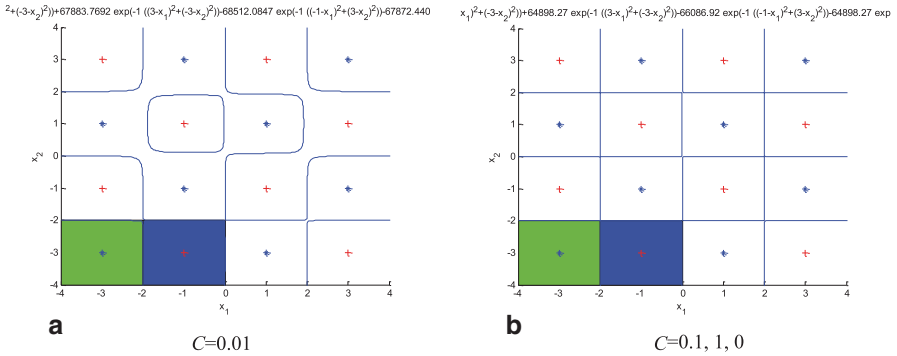 ²+(-3-x₂)²))+67883.7692 exp(-1 ((3-x₁)²+(-3-x₂)²))-68512.0847 exp(-1 ((-1-x₁)²+(3-x₂)²))-67872.440
4
3
2
1
0
-1
-2
-3
-4
x₂
-4 -3 -2 -1 0 1 2 3 4
x₁
a
C=0.01
x₁)²+(-3-x₂)²))+64898.27 exp(-1 ((3-x₁)²+(-3-x₂)²))-66086.92 exp(-1 ((-1-x₁)²+(3-x₂)²))-64898.27 exp
4
3
2
1
0
-1
-2
-3
-4
x₂
-4 -3 -2 -1 0 1 2 3 4
x₁
b
C=0.1, 1, 0